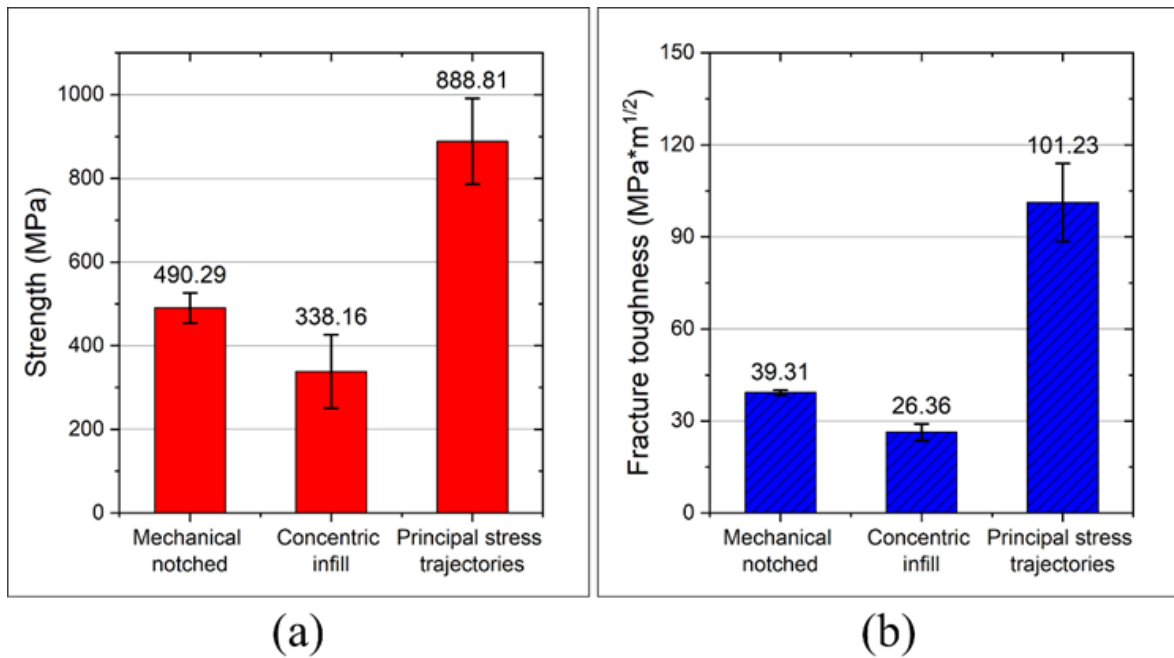 Strength (MPa)
1000
800
600
400
200
0
888.81
490.29
338.16
Mechanical
notched
Concentric
infill
Principal stress
trajectories
(a)
Fracture toughness (MPa*m^{1/2})
150
120
90
60
30
0
101.23
39.31
26.36
Mechanical
notched
Concentric
infill
Principal stress
trajectories
(b)